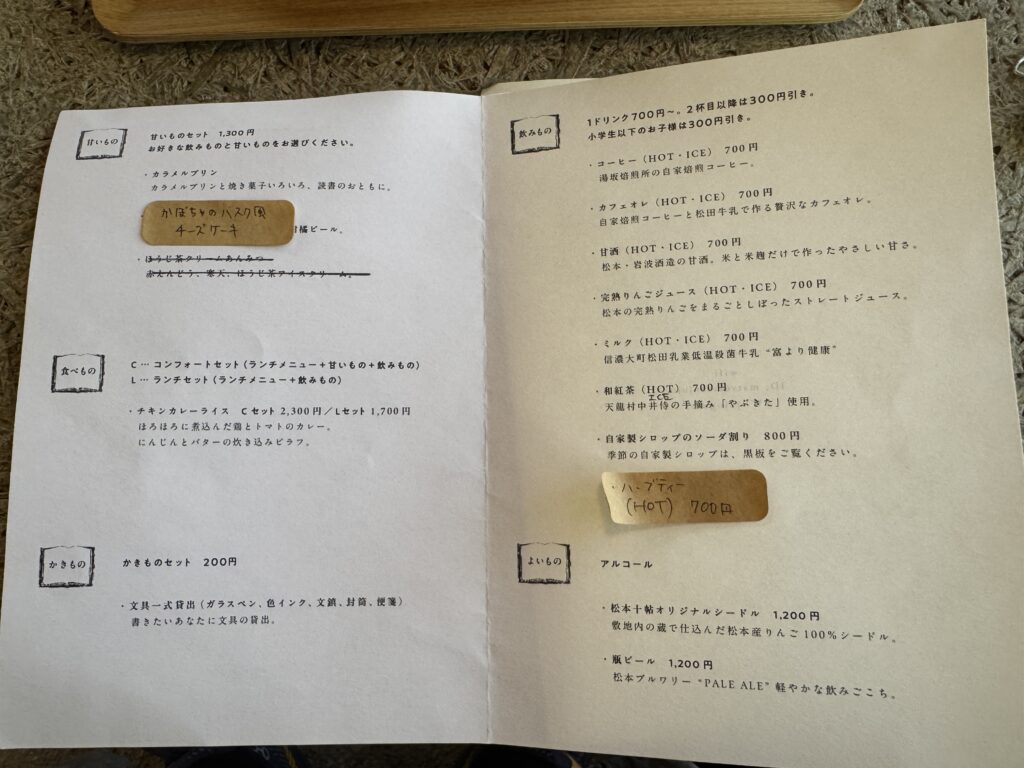 甘いもの
甘いものセット 1,300円
お好きな飲みものと甘いものをお選びください。
・カラメルプリン
カラメルプリンと焼き菓子いろいろ、読書のおともに。
かぼちゃのバスク風
チーズケーキ
柑橘ピール。
・ほうじ茶クリームあんみつ
赤えんどう、寒天、ほうじ茶アイスクリーム。
食べもの
C … コンフォートセット（ランチメニュー＋甘いもの＋飲みもの）
L … ランチセット（ランチメニュー＋飲みもの）
・チキンカレーライス Cセット 2,300円／Lセット 1,700円
ほろほろに煮込んだ鶏とトマトのカレー。
にんじんとバターの炊き込みピラフ。
かきもの
かきものセット 200円
・文具一式貸出（ガラスペン、色インク、文鎮、封筒、便箋）
書きたいあなたに文具の貸出。
飲みもの
1ドリンク700円〜。2杯目以降は300円引き。
小学生以下のお子様は300円引き。
・コーヒー（HOT・ICE） 700円
湯坂焙煎所の自家焙煎コーヒー。
・カフェオレ（HOT・ICE） 700円
自家焙煎コーヒーと松田牛乳で作る贅沢なカフェオレ。
・甘酒（HOT・ICE） 700円
松本・岩波酒造の甘酒。米と米麹だけで作ったやさしい甘さ。
・完熟りんごジュース（HOT・ICE） 700円
松本の完熟りんごをまるごとしぼったストレートジュース。
・ミルク（HOT・ICE） 700円
信濃大町松田乳業低温殺菌牛乳 “富より健康”
・和紅茶（HOT） 700円
ICE
天龍村中井侍の手摘み「やぶきた」使用。
・自家製シロップのソーダ割り 800円
季節の自家製シロップは、黒板をご覧ください。
・ハーブティー
（HOT） 700円
よいもの
アルコール
・松本十帖オリジナルシードル 1,200円
敷地内の蔵で仕込んだ松本産りんご100%シードル。
・瓶ビール 1,200円
松本ブルワリー “PALE ALE” 軽やかな飲みごこち。